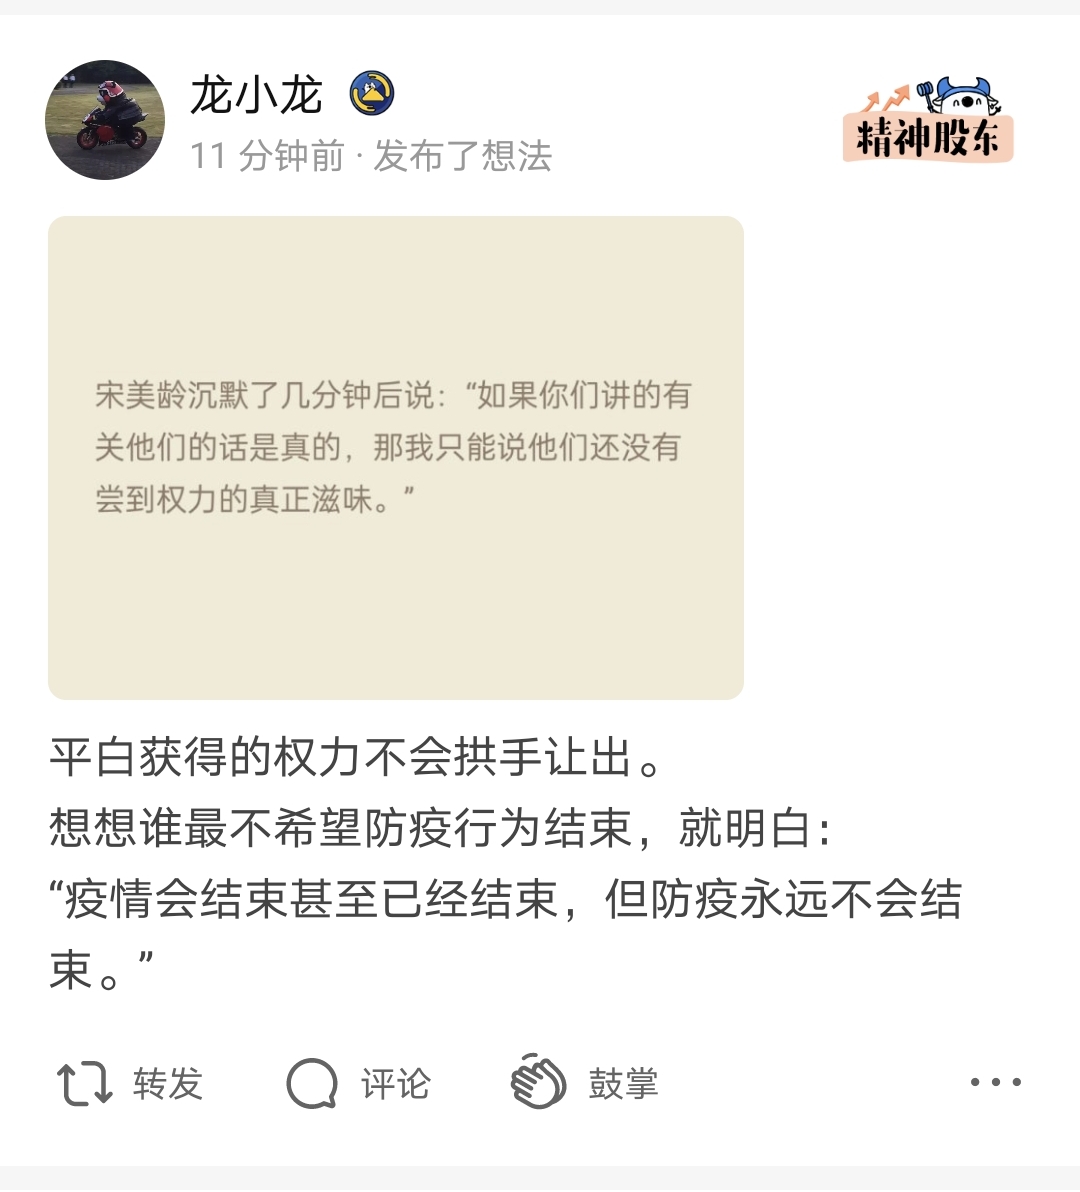 龙小龙
11 分钟前 · 发布了想法
精神股东
宋美龄沉默了几分钟后说：“如果你们讲的有
关他们的话是真的，那我只能说他们还没有
尝到权力的真正滋味。”
平白获得的权力不会拱手让出。
想想谁最不希望防疫行为结束，就明白：
“疫情会结束甚至已经结束，但防疫永远不会结
束。”
转发
评论
鼓掌